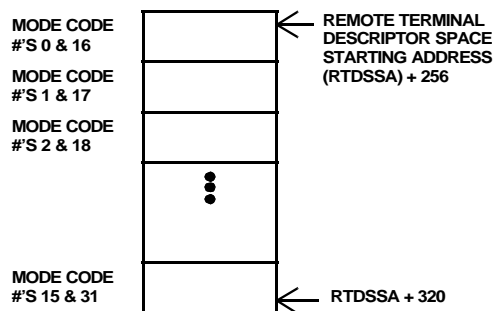 MODE CODE
#'S 0 & 16
REMOTE TERMINAL
DESCRIPTOR SPACE
STARTING ADDRESS
(RTDSSA) + 256
MODE CODE
#'S 1 & 17
MODE CODE
#'S 2 & 18
MODE CODE
#'S 15 & 31
RTDSSA + 320